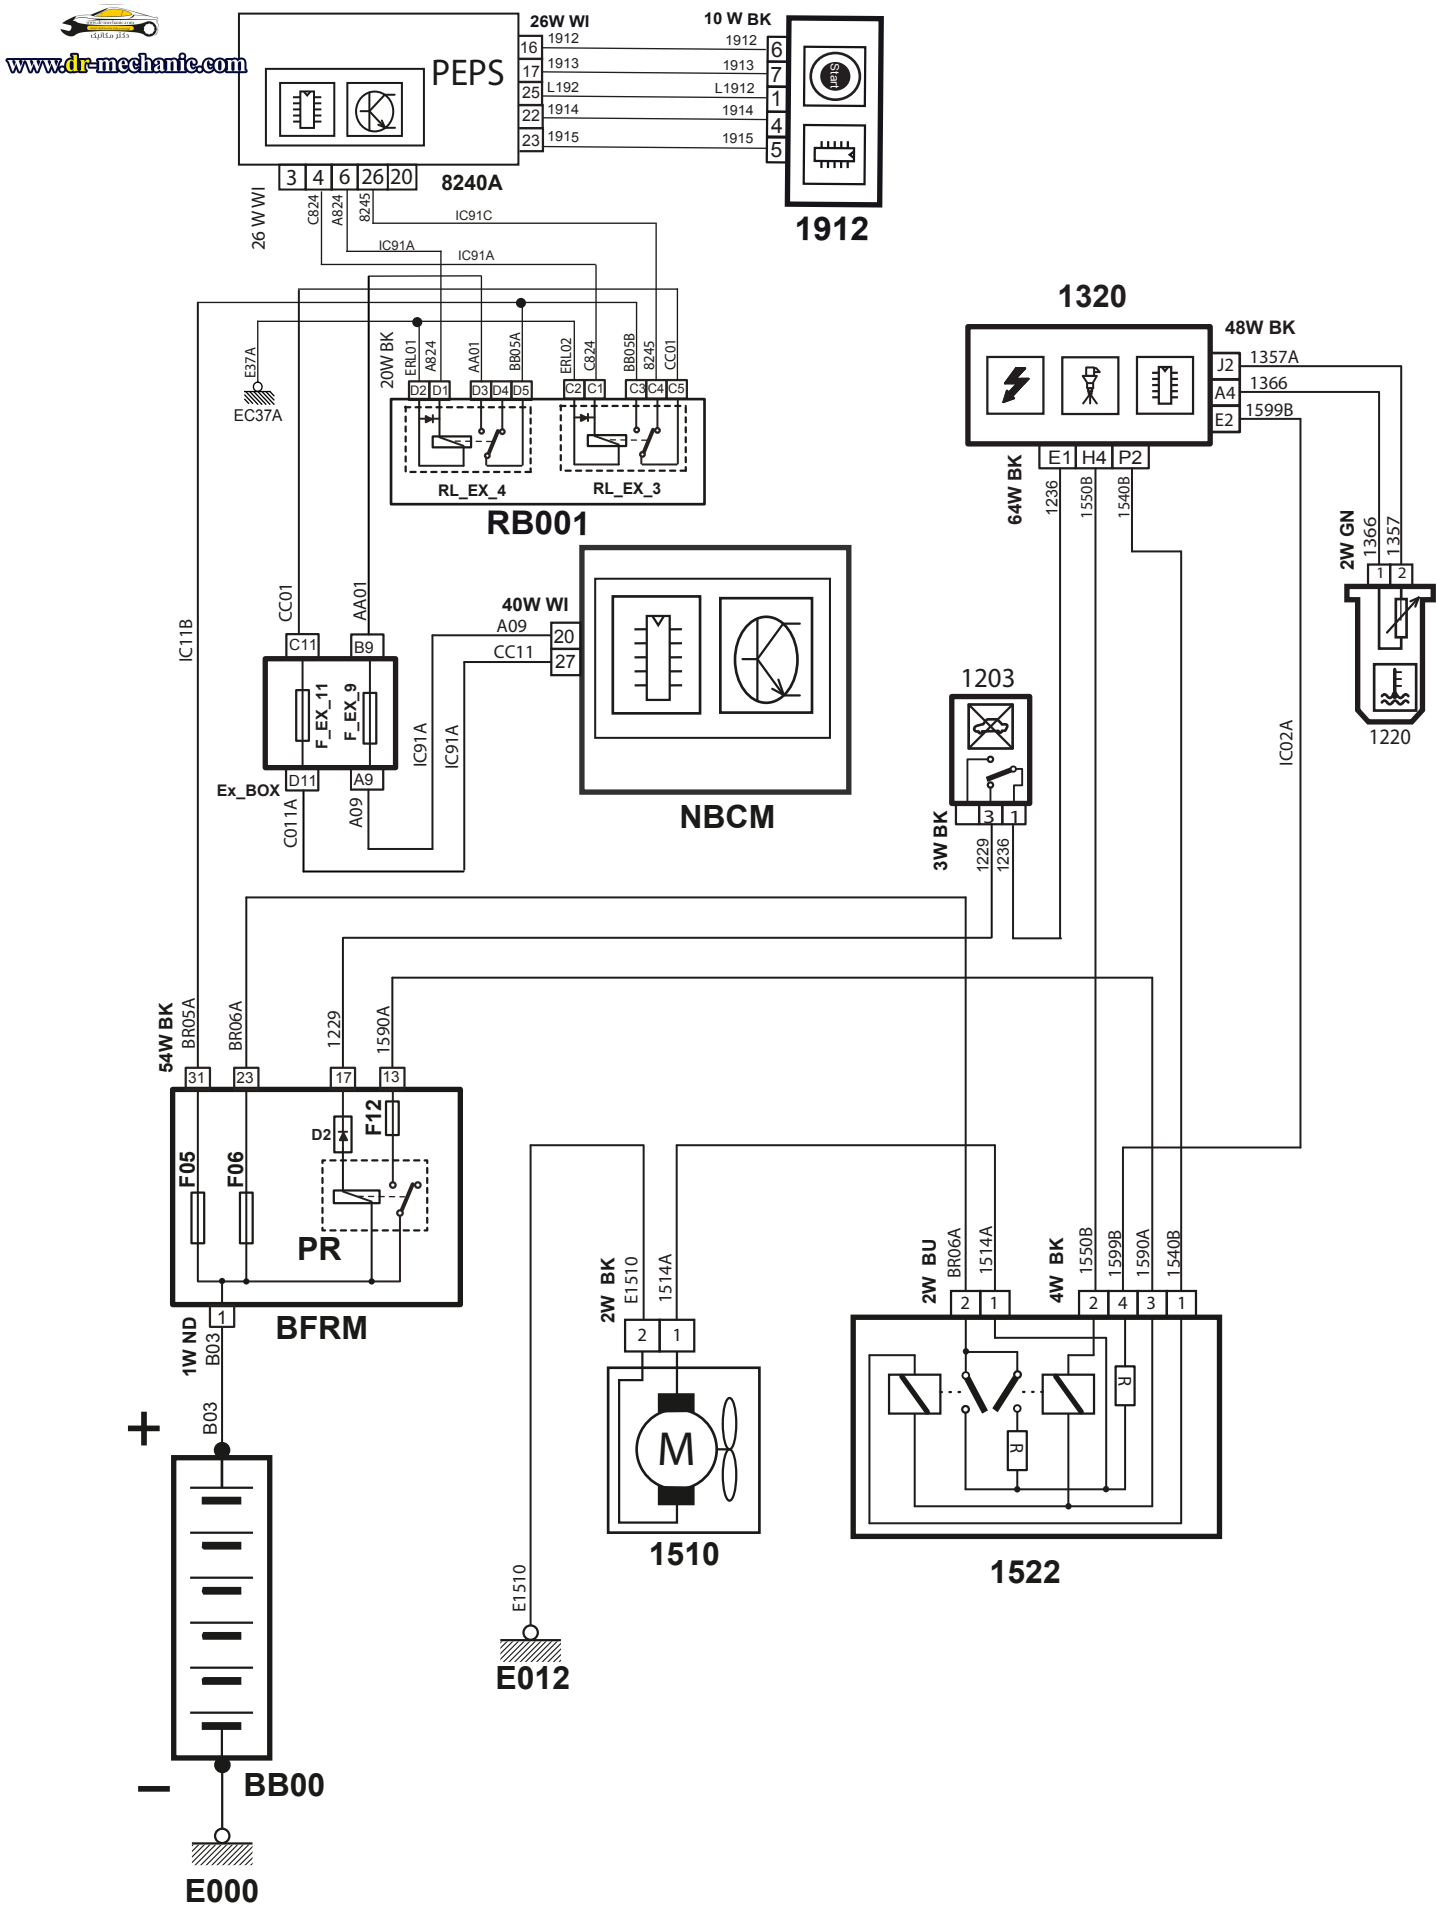 www.dr-mechanic.com
دکتر مکانیک
www.dr-mechanic.com
PEPS
26W WI
16 1912
17 1913
25 L192
22 1914
23 1915
10 W BK
1912 6
1913 7
L1912 1
1914 4
1915 5
Start
1912
3 4 6 26 20
8240A
26 W WI
C824
A824
8245
IC91C
IC91A
IC91A
E37A
EC37A
20W BK
ERL01
A824
AA01
BB05A
ERL02
C824
BB05B
8245
CC01
D2 D1 D3 D4 D5
C2 C1 C3 C4 C5
RL_EX_4
RL_EX_3
RB001
1320
48W BK
J2 1357A
A4 1366
E2 1599B
E1 H4 P2
64W BK
1236
1550B
1540B
2W GN
1366
1357
1 2
1220
IC02A
IC11B
CC01
AA01
C11 B9
F_EX_11
F_EX_9
D11 A9
Ex_BOX
C011A
A09
IC91A
IC91A
40W WI
A09 20
CC11 27
NBCM
1203
3 1
3W BK
1229
1236
54W BK
BR05A
BR06A
1229
1590A
31 23 17 13
F05
F06
D2
F12
PR
BFRM
1
1W ND
B03
B03
+
–
BB00
E000
E1510
E012
2W BK
E1510
1514A
2 1
M
1510
2W BU
BR06A
1514A
4W BK
1550B
1599B
1590A
1540B
2 1
2 4 3 1
R
R
1522